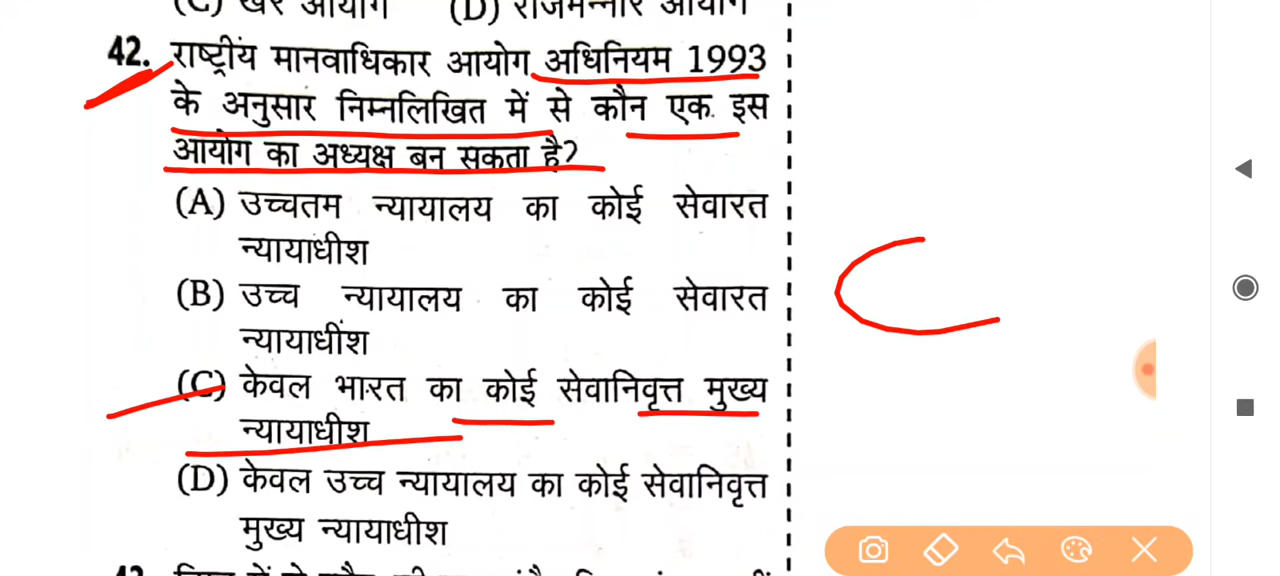 (C) खेर आयोग (D) राजमन्नार आयोग
42. राष्ट्रीय मानवाधिकार आयोग अधिनियम 1993
के अनुसार निम्नलिखित में से कौन एक इस
आयोग का अध्यक्ष बन सकता है?
(A) उच्चतम न्यायालय का कोई सेवारत
न्यायाधीश
(B) उच्च न्यायालय का कोई सेवारत
न्यायाधीश
(C) केवल भारत का कोई सेवानिवृत्त मुख्य
न्यायाधीश
(D) केवल उच्च न्यायालय का कोई सेवानिवृत्त
मुख्य न्यायाधीश